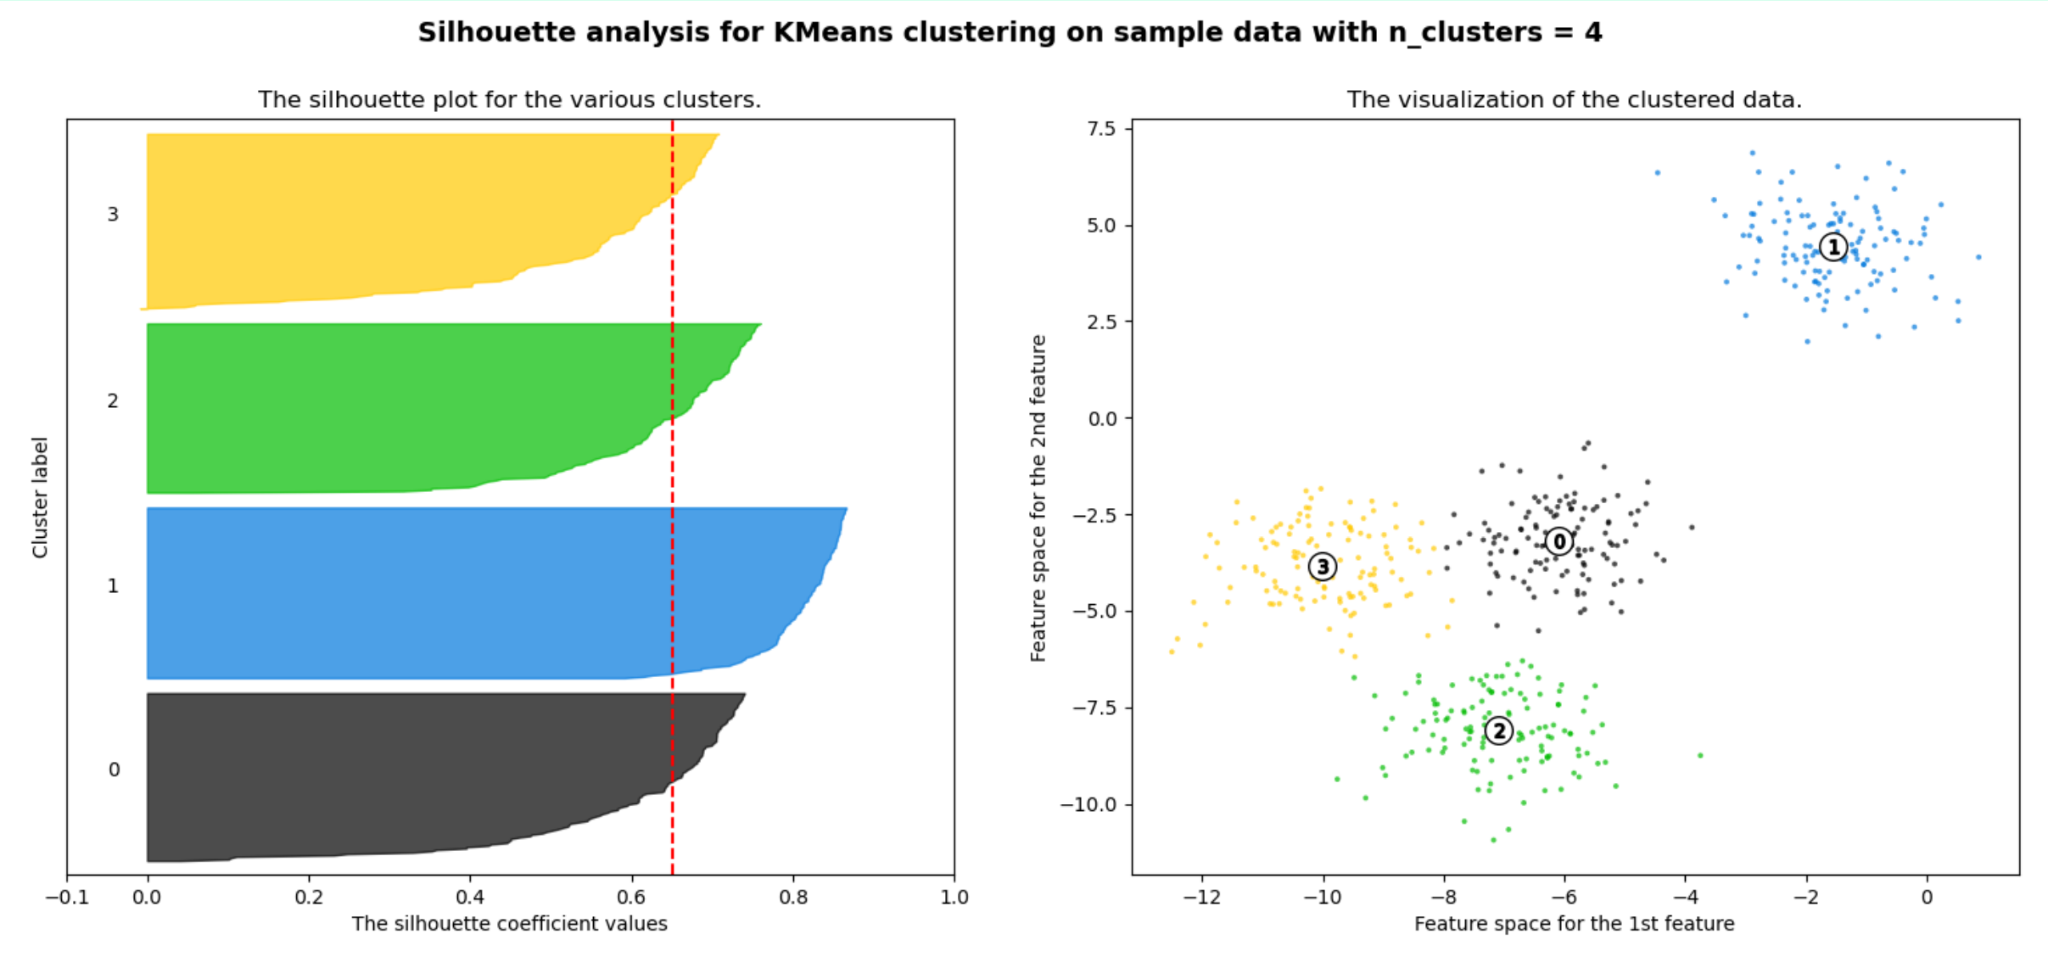 Silhouette analysis for KMeans clustering on sample data with n_clusters = 4
The silhouette plot for the various clusters.
3
2
1
0
Cluster label
−0.1 0.0 0.2 0.4 0.6 0.8 1.0
The silhouette coefficient values
The visualization of the clustered data.
7.5
5.0
2.5
0.0
−2.5
−5.0
−7.5
−10.0
Feature space for the 2nd feature
1
0
3
2
−12 −10 −8 −6 −4 −2 0
Feature space for the 1st feature